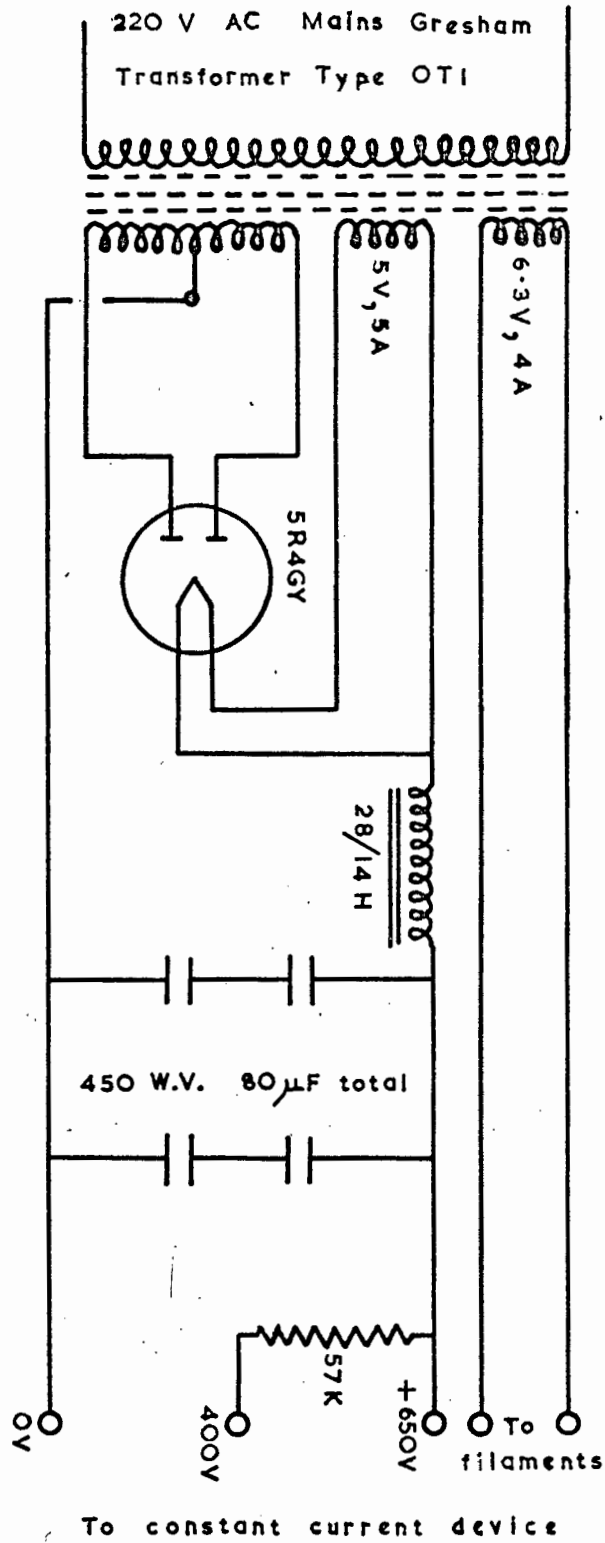 220 V AC Mains Gresham
Transformer Type OT1
5V, 5A
6·3V, 4A
5R4GY
28/14H
450 W.V. 80µF total
57K
0V
400V
+650V
To
filaments
To constant current device